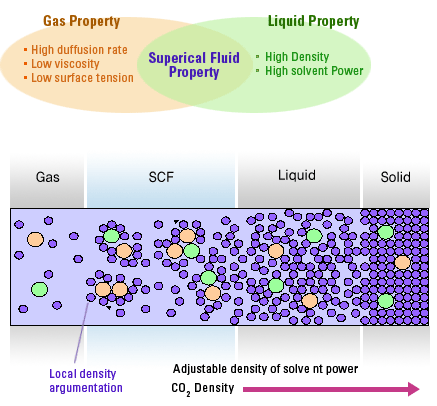 Gas Property
Liquid Property
• High duffusion rate
• Low viscosity
• Low surface tension
Superical Fluid
Property
• High Density
• High solvent Power
Gas
SCF
Liquid
Solid
Local density
argumentation
Adjustable density of solve nt power
CO2 Density